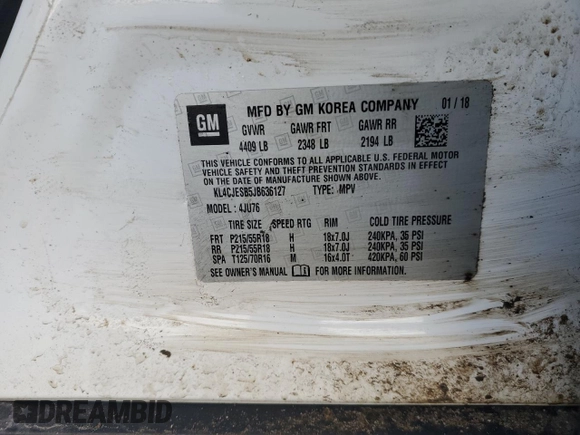 GM
MFD BY GM KOREA COMPANY 01 / 18
GVWR GAWR FRT GAWR RR
4409 LB 2348 LB 2194 LB
THIS VEHICLE CONFORMS TO ALL APPLICABLE U.S. FEDERAL MOTOR
VEHICLE SAFETY AND THEFT PREVENTION STANDARDS IN EFFECT ON
THE DATE OF MANUFACTURE SHOWN ABOVE.
KL4CJESB5JB636127 TYPE: MPV
MODEL : 4JU76
TIRE SIZE SPEED RTG RIM COLD TIRE PRESSURE
FRT P215/55R18 H 18x7.0J 240KPA, 35 PSI
RR P215/55R18 H 18x7.0J 240KPA, 35 PSI
SPA T125/70R16 M 16x4.0T 420KPA, 60 PSI
SEE OWNER'S MANUAL FOR MORE INFORMATION.
DREAMBID